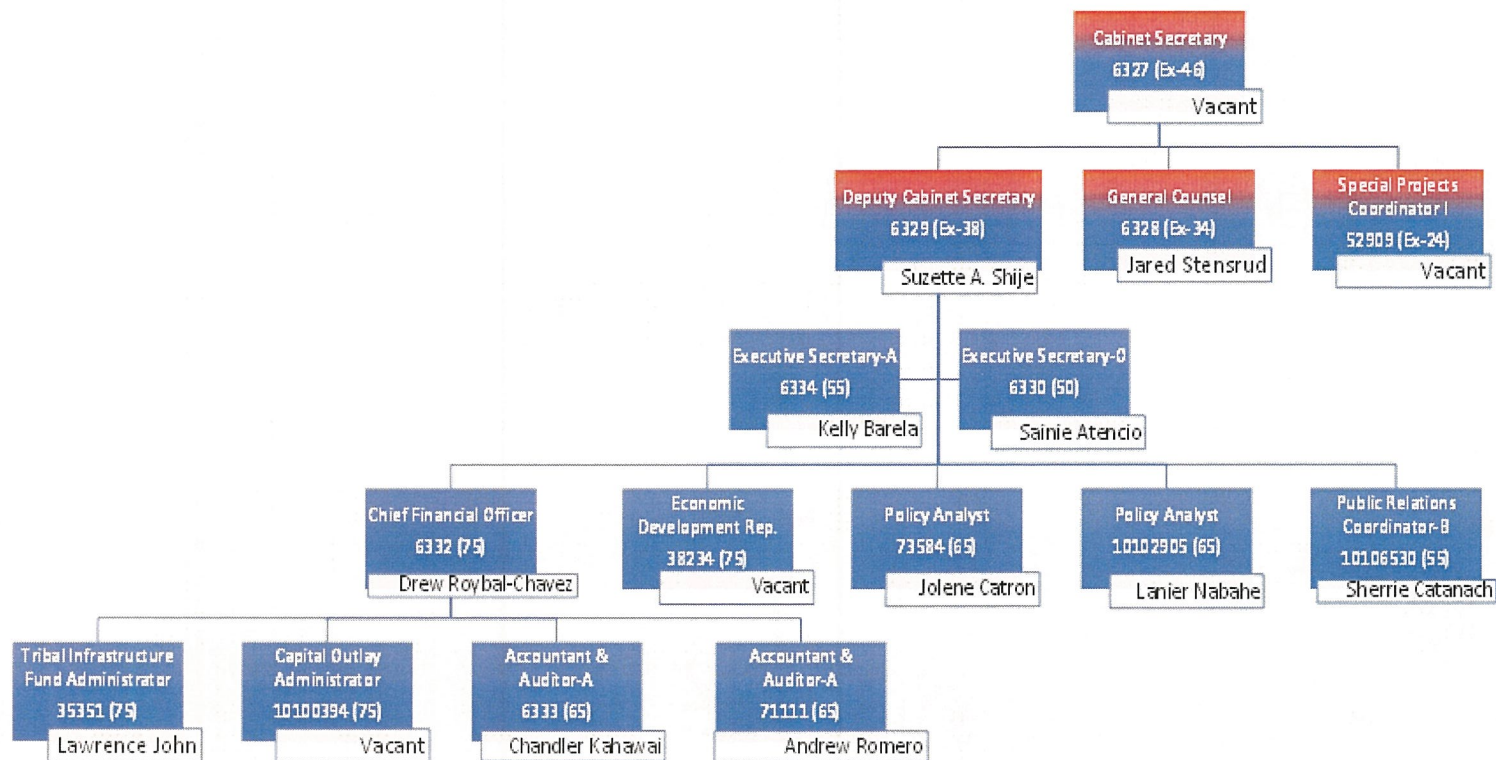 Cabinet Secretary
6327 (Ex-46)
Vacant
Deputy Cabinet Secretary
6329 (Ex-38)
Suzette A. Shije
General Counsel
6328 (Ex-34)
Jared Stensrud
Special Projects
Coordinator I
52909 (Ex-24)
Vacant
Executive Secretary-A
6334 (55)
Kelly Barela
Executive Secretary-O
6330 (50)
Sainie Atencio
Chief Financial Officer
6332 (75)
Drew Roybal-Chavez
Economic
Development Rep.
38234 (75)
Vacant
Policy Analyst
73584 (65)
Jolene Catron
Policy Analyst
10102905 (65)
Lanier Nabahe
Public Relations
Coordinator-B
10106530 (55)
Sherrie Catanach
Tribal Infrastructure
Fund Administrator
35351 (75)
Lawrence John
Capital Outlay
Administrator
10100394 (75)
Vacant
Accountant &
Auditor-A
6333 (65)
Chandler Kahawai
Accountant &
Auditor-A
71111 (65)
Andrew Romero